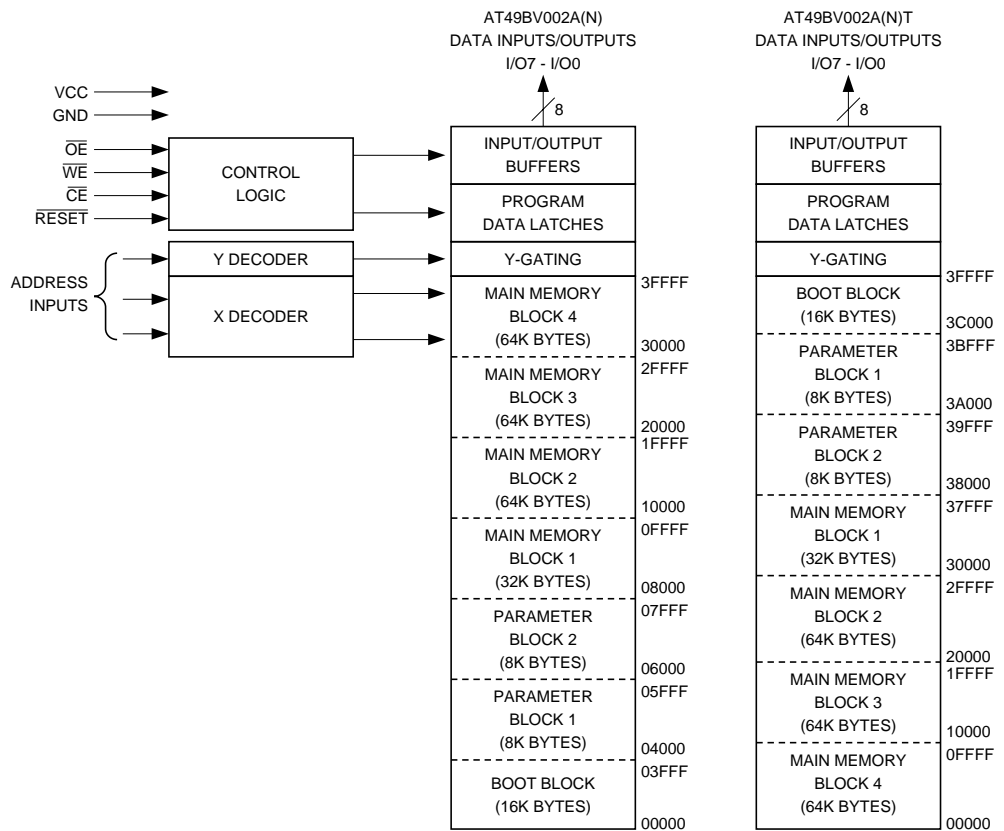 AT49BV002A(N)
DATA INPUTS/OUTPUTS
I/O7 - I/O0
8
VCC
GND
OE
WE
CE
RESET
CONTROL
LOGIC
ADDRESS
INPUTS
Y DECODER
X DECODER
INPUT/OUTPUT
BUFFERS
PROGRAM
DATA LATCHES
Y-GATING
3FFFF
MAIN MEMORY
BLOCK 4
(64K BYTES)
30000
2FFFF
MAIN MEMORY
BLOCK 3
(64K BYTES)
20000
1FFFF
MAIN MEMORY
BLOCK 2
(64K BYTES)
10000
0FFFF
MAIN MEMORY
BLOCK 1
(32K BYTES)
08000
07FFF
PARAMETER
BLOCK 2
(8K BYTES)
06000
05FFF
PARAMETER
BLOCK 1
(8K BYTES)
04000
03FFF
BOOT BLOCK
(16K BYTES)
00000
AT49BV002A(N)T
DATA INPUTS/OUTPUTS
I/O7 - I/O0
8
INPUT/OUTPUT
BUFFERS
PROGRAM
DATA LATCHES
Y-GATING
3FFFF
BOOT BLOCK
(16K BYTES)
3C000
3BFFF
PARAMETER
BLOCK 1
(8K BYTES)
3A000
39FFF
PARAMETER
BLOCK 2
(8K BYTES)
38000
37FFF
MAIN MEMORY
BLOCK 1
(32K BYTES)
30000
2FFFF
MAIN MEMORY
BLOCK 2
(64K BYTES)
20000
1FFFF
MAIN MEMORY
BLOCK 3
(64K BYTES)
10000
0FFFF
MAIN MEMORY
BLOCK 4
(64K BYTES)
00000